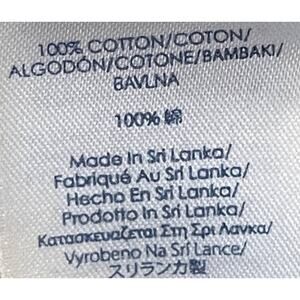 100% COTTON/COTON/
ALGODÓN/COTONE/BAMBAKI/
BAVLNA
100% 綿
Made In Sri Lanka/
Fabriqué Au Sri Lanka/
Hecho En Sri Lanka/
Prodotto In Sri Lanka/
Κατασκευαζεται Στη Σρι Λανκα/
Vyrobeno Na Srí Lance/
スリランカ製